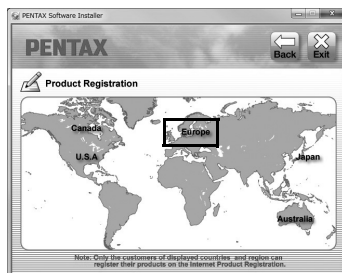 PENTAX Software Installer
PENTAX
Back
Exit
Product Registration
Canada
Europe
U.S.A
Japan
Australia
Note: Only the customers of displayed countries and region can
register their products on the Internet Product Registration.